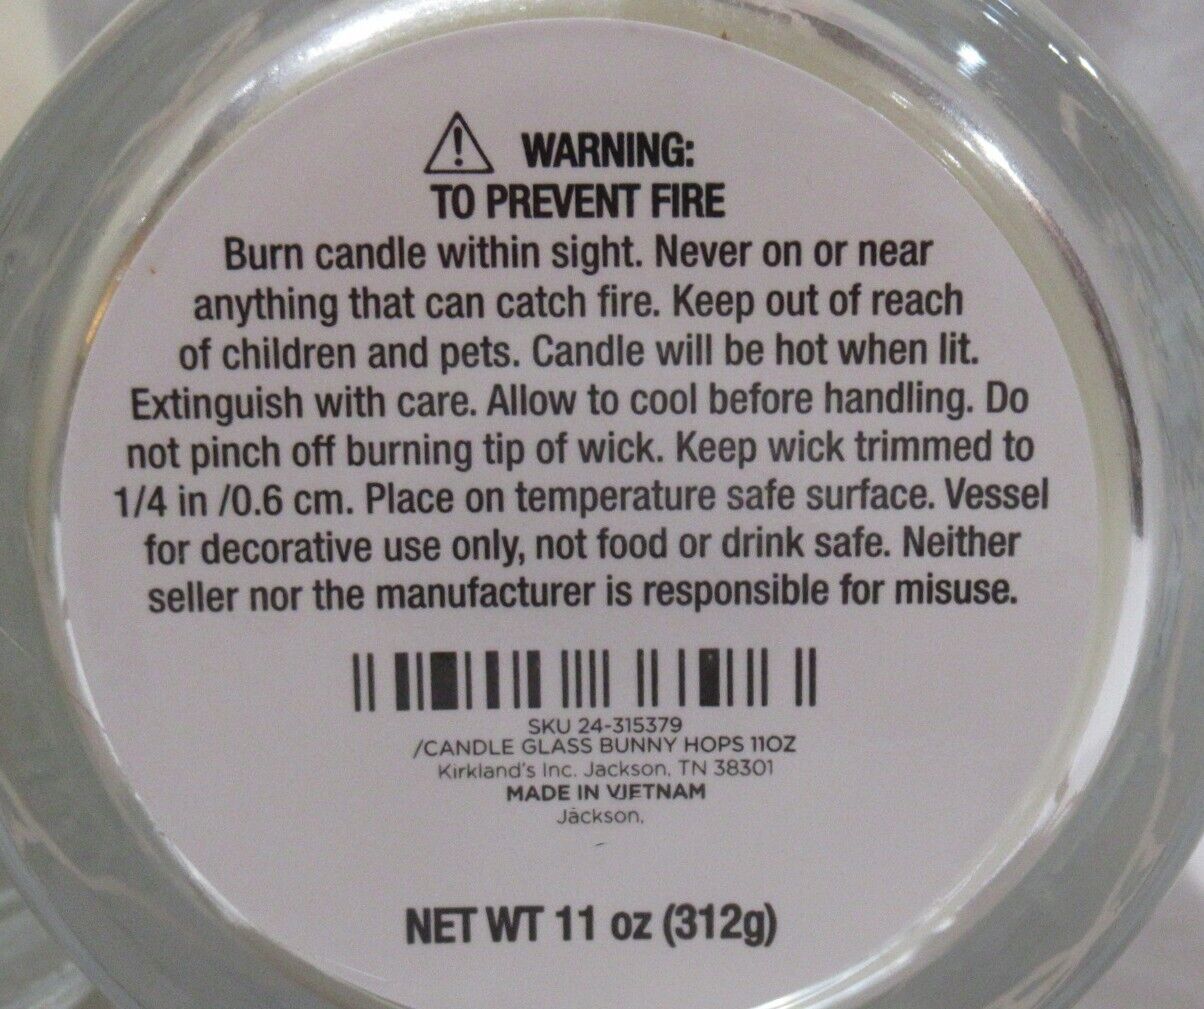 WARNING:
TO PREVENT FIRE
Burn candle within sight. Never on or near
anything that can catch fire. Keep out of reach
of children and pets. Candle will be hot when lit.
Extinguish with care. Allow to cool before handling. Do
not pinch off burning tip of wick. Keep wick trimmed to
1/4 in /0.6 cm. Place on temperature safe surface. Vessel
for decorative use only, not food or drink safe. Neither
seller nor the manufacturer is responsible for misuse.
SKU 24-315379
/CANDLE GLASS BUNNY HOPS 11OZ
Kirkland's Inc. Jackson, TN 38301
MADE IN VIETNAM
Jackson,
NET WT 11 oz (312g)